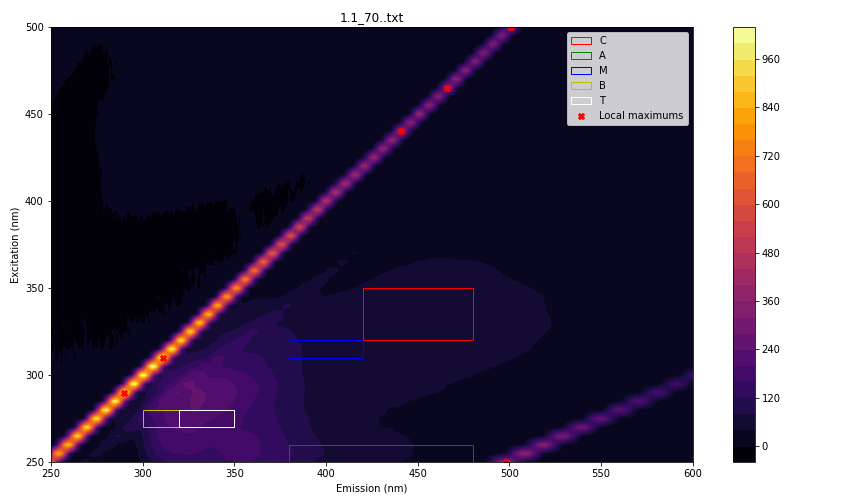 1.1_70..txt
C
A
M
B
T
Local maximums
500
450
400
350
300
250
Excitation (nm)
250 300 350 400 450 500 550 600
Emission (nm)
960
840
720
600
480
360
240
120
0